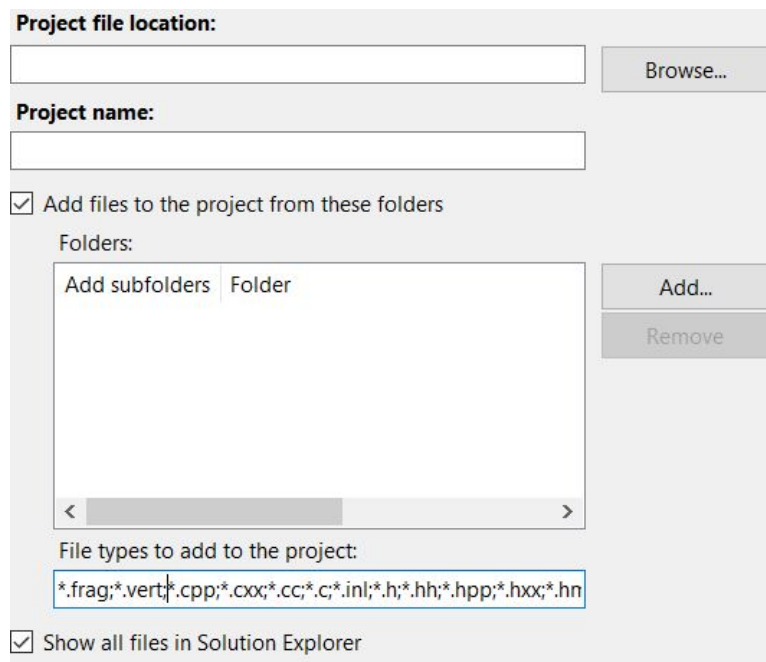 Project file location:
Browse...
Project name:
Add files to the project from these folders
Folders:
Add subfolders Folder
Add...
Remove
File types to add to the project:
*.frag;*.vert;*.cpp;*.cxx;*.cc;*.c;*.inl;*.h;*.hh;*.hpp;*.hxx;*.hm
Show all files in Solution Explorer